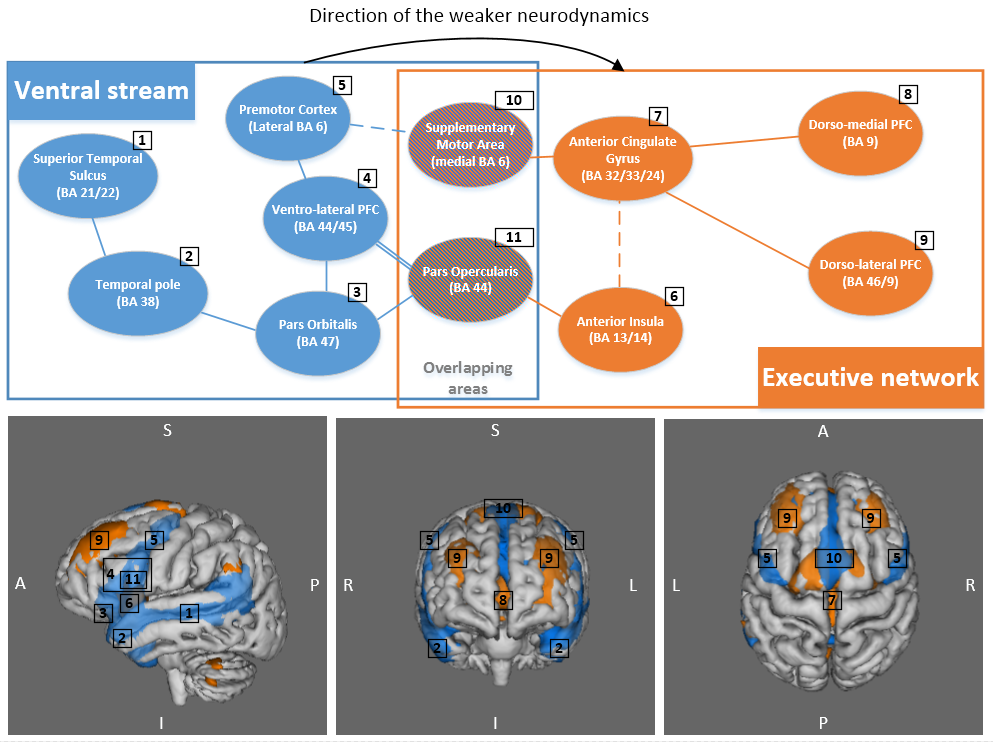 Direction of the weaker neurodynamics
Ventral stream
5
Premotor Cortex
(Lateral BA 6)
10
Supplementary
Motor Area
(medial BA 6)
7
Anterior Cingulate
Gyrus
(BA 32/33/24)
8
Dorso-medial PFC
(BA 9)
1
Superior Temporal
Sulcus
(BA 21/22)
4
Ventro-lateral PFC
(BA 44/45)
11
Pars Opercularis
(BA 44)
9
Dorso-lateral PFC
(BA 46/9)
2
Temporal pole
(BA 38)
3
Pars Orbitalis
(BA 47)
6
Anterior Insula
(BA 13/14)
Overlapping
areas
Executive network
S
9
5
4
11
A
P
6
3
1
2
I
S
10
5
5
9
9
R
L
8
2
2
I
A
9
9
5
10
5
L
R
7
P